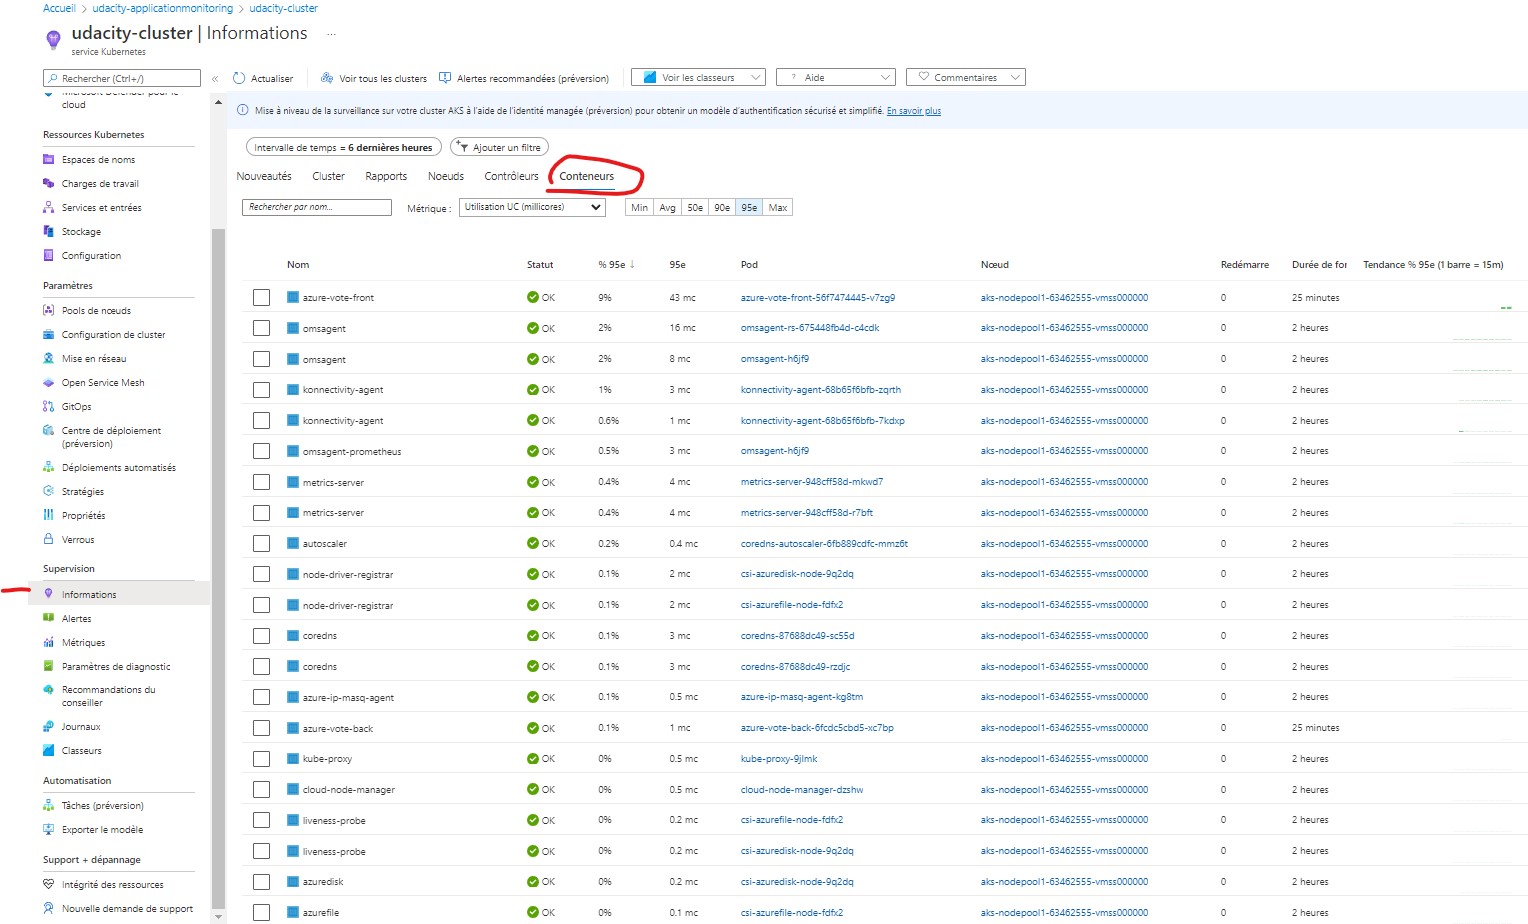 Accueil > udacity-applicationmonitoring > udacity-cluster
udacity-cluster | Informations ...
service Kubernetes
Rechercher (Ctrl+/)
«
Actualiser
Voir tous les clusters
Alertes recommandées (préversion)
Voir les classeurs
? Aide
Commentaires
Microsoft Defender pour le
cloud
Ressources Kubernetes
Espaces de noms
Charges de travail
Services et entrées
Stockage
Configuration
Paramètres
Pools de nœuds
Configuration de cluster
Mise en réseau
Open Service Mesh
GitOps
Centre de déploiement
(préversion)
Déploiements automatisés
Stratégies
Propriétés
Verrous
Supervision
Informations
Alertes
Métriques
Paramètres de diagnostic
Recommandations du
conseiller
Journaux
Classeurs
Automatisation
Tâches (préversion)
Exporter le modèle
Support + dépannage
Intégrité des ressources
Nouvelle demande de support
Mise à niveau de la surveillance sur votre cluster AKS à l'aide de l'identité managée (préversion) pour obtenir un modèle d'authentification sécurisé et simplifié. En savoir plus
Intervalle de temps = 6 dernières heures
Ajouter un filtre
Nouveautés Cluster Rapports Noeuds Contrôleurs Conteneurs
Rechercher par nom... Métrique : Utilisation UC (millicores) Min Avg 50e 90e 95e Max
Nom Statut % 95e ↓ 95e Pod Nœud Redémarre Durée de for Tendance % 95e (1 barre = 15m)
azure-vote-front OK 9% 43 mc azure-vote-front-56f7474445-v7zg9 aks-nodepool1-63462555-vmss000000 0 25 minutes
omsagent OK 2% 16 mc omsagent-rs-675448fb4d-c4cdk aks-nodepool1-63462555-vmss000000 0 2 heures
omsagent OK 2% 8 mc omsagent-h6jf9 aks-nodepool1-63462555-vmss000000 0 2 heures
konnectivity-agent OK 1% 3 mc konnectivity-agent-68b65f6bfb-zqrth aks-nodepool1-63462555-vmss000000 0 2 heures
konnectivity-agent OK 0.6% 1 mc konnectivity-agent-68b65f6bfb-7kdxp aks-nodepool1-63462555-vmss000000 0 2 heures
omsagent-prometheus OK 0.5% 3 mc omsagent-h6jf9 aks-nodepool1-63462555-vmss000000 0 2 heures
metrics-server OK 0.4% 4 mc metrics-server-948cff58d-mkwd7 aks-nodepool1-63462555-vmss000000 0 2 heures
metrics-server OK 0.4% 4 mc metrics-server-948cff58d-r7bft aks-nodepool1-63462555-vmss000000 0 2 heures
autoscaler OK 0.2% 0.4 mc coredns-autoscaler-6fb889cdfc-mmz6t aks-nodepool1-63462555-vmss000000 0 2 heures
node-driver-registrar OK 0.1% 2 mc csi-azuredisk-node-9q2dq aks-nodepool1-63462555-vmss000000 0 2 heures
node-driver-registrar OK 0.1% 2 mc csi-azurefile-node-fdfx2 aks-nodepool1-63462555-vmss000000 0 2 heures
coredns OK 0.1% 3 mc coredns-87688dc49-sc55d aks-nodepool1-63462555-vmss000000 0 2 heures
coredns OK 0.1% 3 mc coredns-87688dc49-rzdjc aks-nodepool1-63462555-vmss000000 0 2 heures
azure-ip-masq-agent OK 0.1% 0.5 mc azure-ip-masq-agent-kg8tm aks-nodepool1-63462555-vmss000000 0 2 heures
azure-vote-back OK 0.1% 1 mc azure-vote-back-6fcdc5cbd5-xc7bp aks-nodepool1-63462555-vmss000000 0 25 minutes
kube-proxy OK 0% 0.5 mc kube-proxy-9jlmk aks-nodepool1-63462555-vmss000000 0 2 heures
cloud-node-manager OK 0% 0.5 mc cloud-node-manager-dzshw aks-nodepool1-63462555-vmss000000 0 2 heures
liveness-probe OK 0% 0.2 mc csi-azurefile-node-fdfx2 aks-nodepool1-63462555-vmss000000 0 2 heures
liveness-probe OK 0% 0.2 mc csi-azuredisk-node-9q2dq aks-nodepool1-63462555-vmss000000 0 2 heures
azuredisk OK 0% 0.2 mc csi-azuredisk-node-9q2dq aks-nodepool1-63462555-vmss000000 0 2 heures
azurefile OK 0% 0.1 mc csi-azurefile-node-fdfx2 aks-nodepool1-63462555-vmss000000 0 2 heures